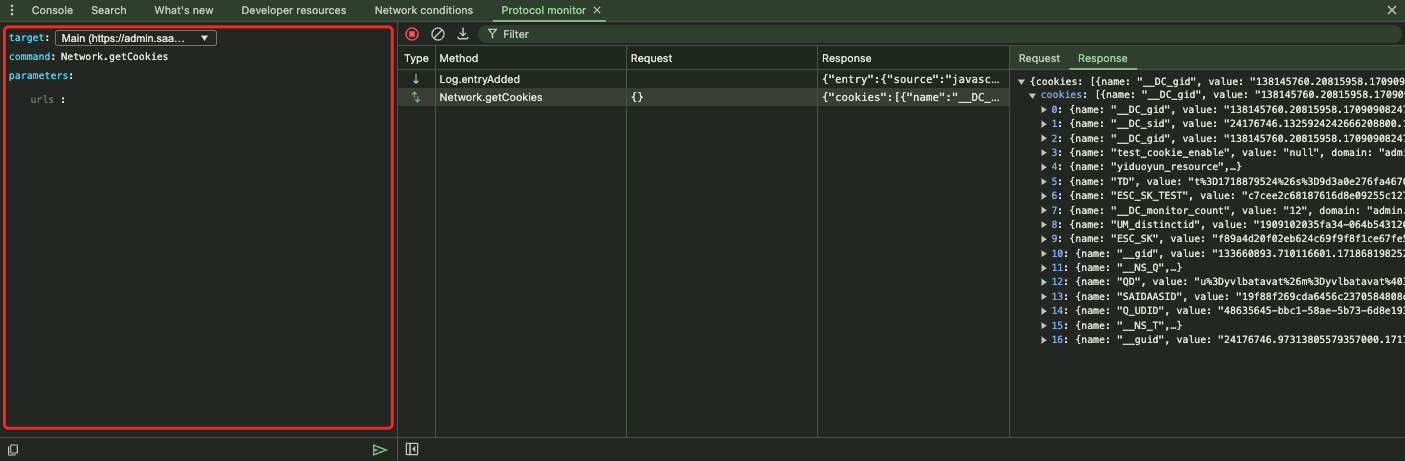 Console Search What's new Developer resources Network conditions Protocol monitor
target: Main (https://admin.saa…
command: Network.getCookies
parameters:
urls :
Filter
Type Method Request Response
Log.entryAdded {"entry":{"source":"javasc…
Network.getCookies {} {"cookies":[{"name":"__DC_…
Request Response
{cookies: [{name: "__DC_gid", value: "138145760.20815958.170909
cookies: [{name: "__DC_gid", value: "138145760.20815958.17090908
0: {name: "__DC_gid", value: "138145760.20815958.1709090824
1: {name: "__DC_sid", value: "24176746.1325924242666208800.1
2: {name: "__DC_gid", value: "138145760.20815958.1709090824
3: {name: "test_cookie_enable", value: "null", domain: "adm
4: {name: "yiduoyun_resource",…}
5: {name: "TD", value: "t%3D1718879524%26s%3D9d3a0e276fa4670
6: {name: "ESC_SK_TEST", value: "c7cee2c68187616d8e09255c127
7: {name: "__DC_monitor_count", value: "12", domain: "admin.
8: {name: "UM_distinctid", value: "1909102035fa34-064b543120
9: {name: "ESC_SK", value: "f89a4d20f02eb624c69f9f8f1ce67fe5
10: {name: "__gid", value: "133660893.710116601.171868198252
11: {name: "__NS_Q",…}
12: {name: "QD", value: "u%3Dyvlbatavat%26m%3Dyvlbatavat%403
13: {name: "SAIDAASID", value: "19f88f269cda6456c2370584808
14: {name: "Q_UDID", value: "48635645-bbc1-58ae-5b73-6d8e193
15: {name: "__NS_T",…}
16: {name: "__guid", value: "24176746.97313805579357000.1717